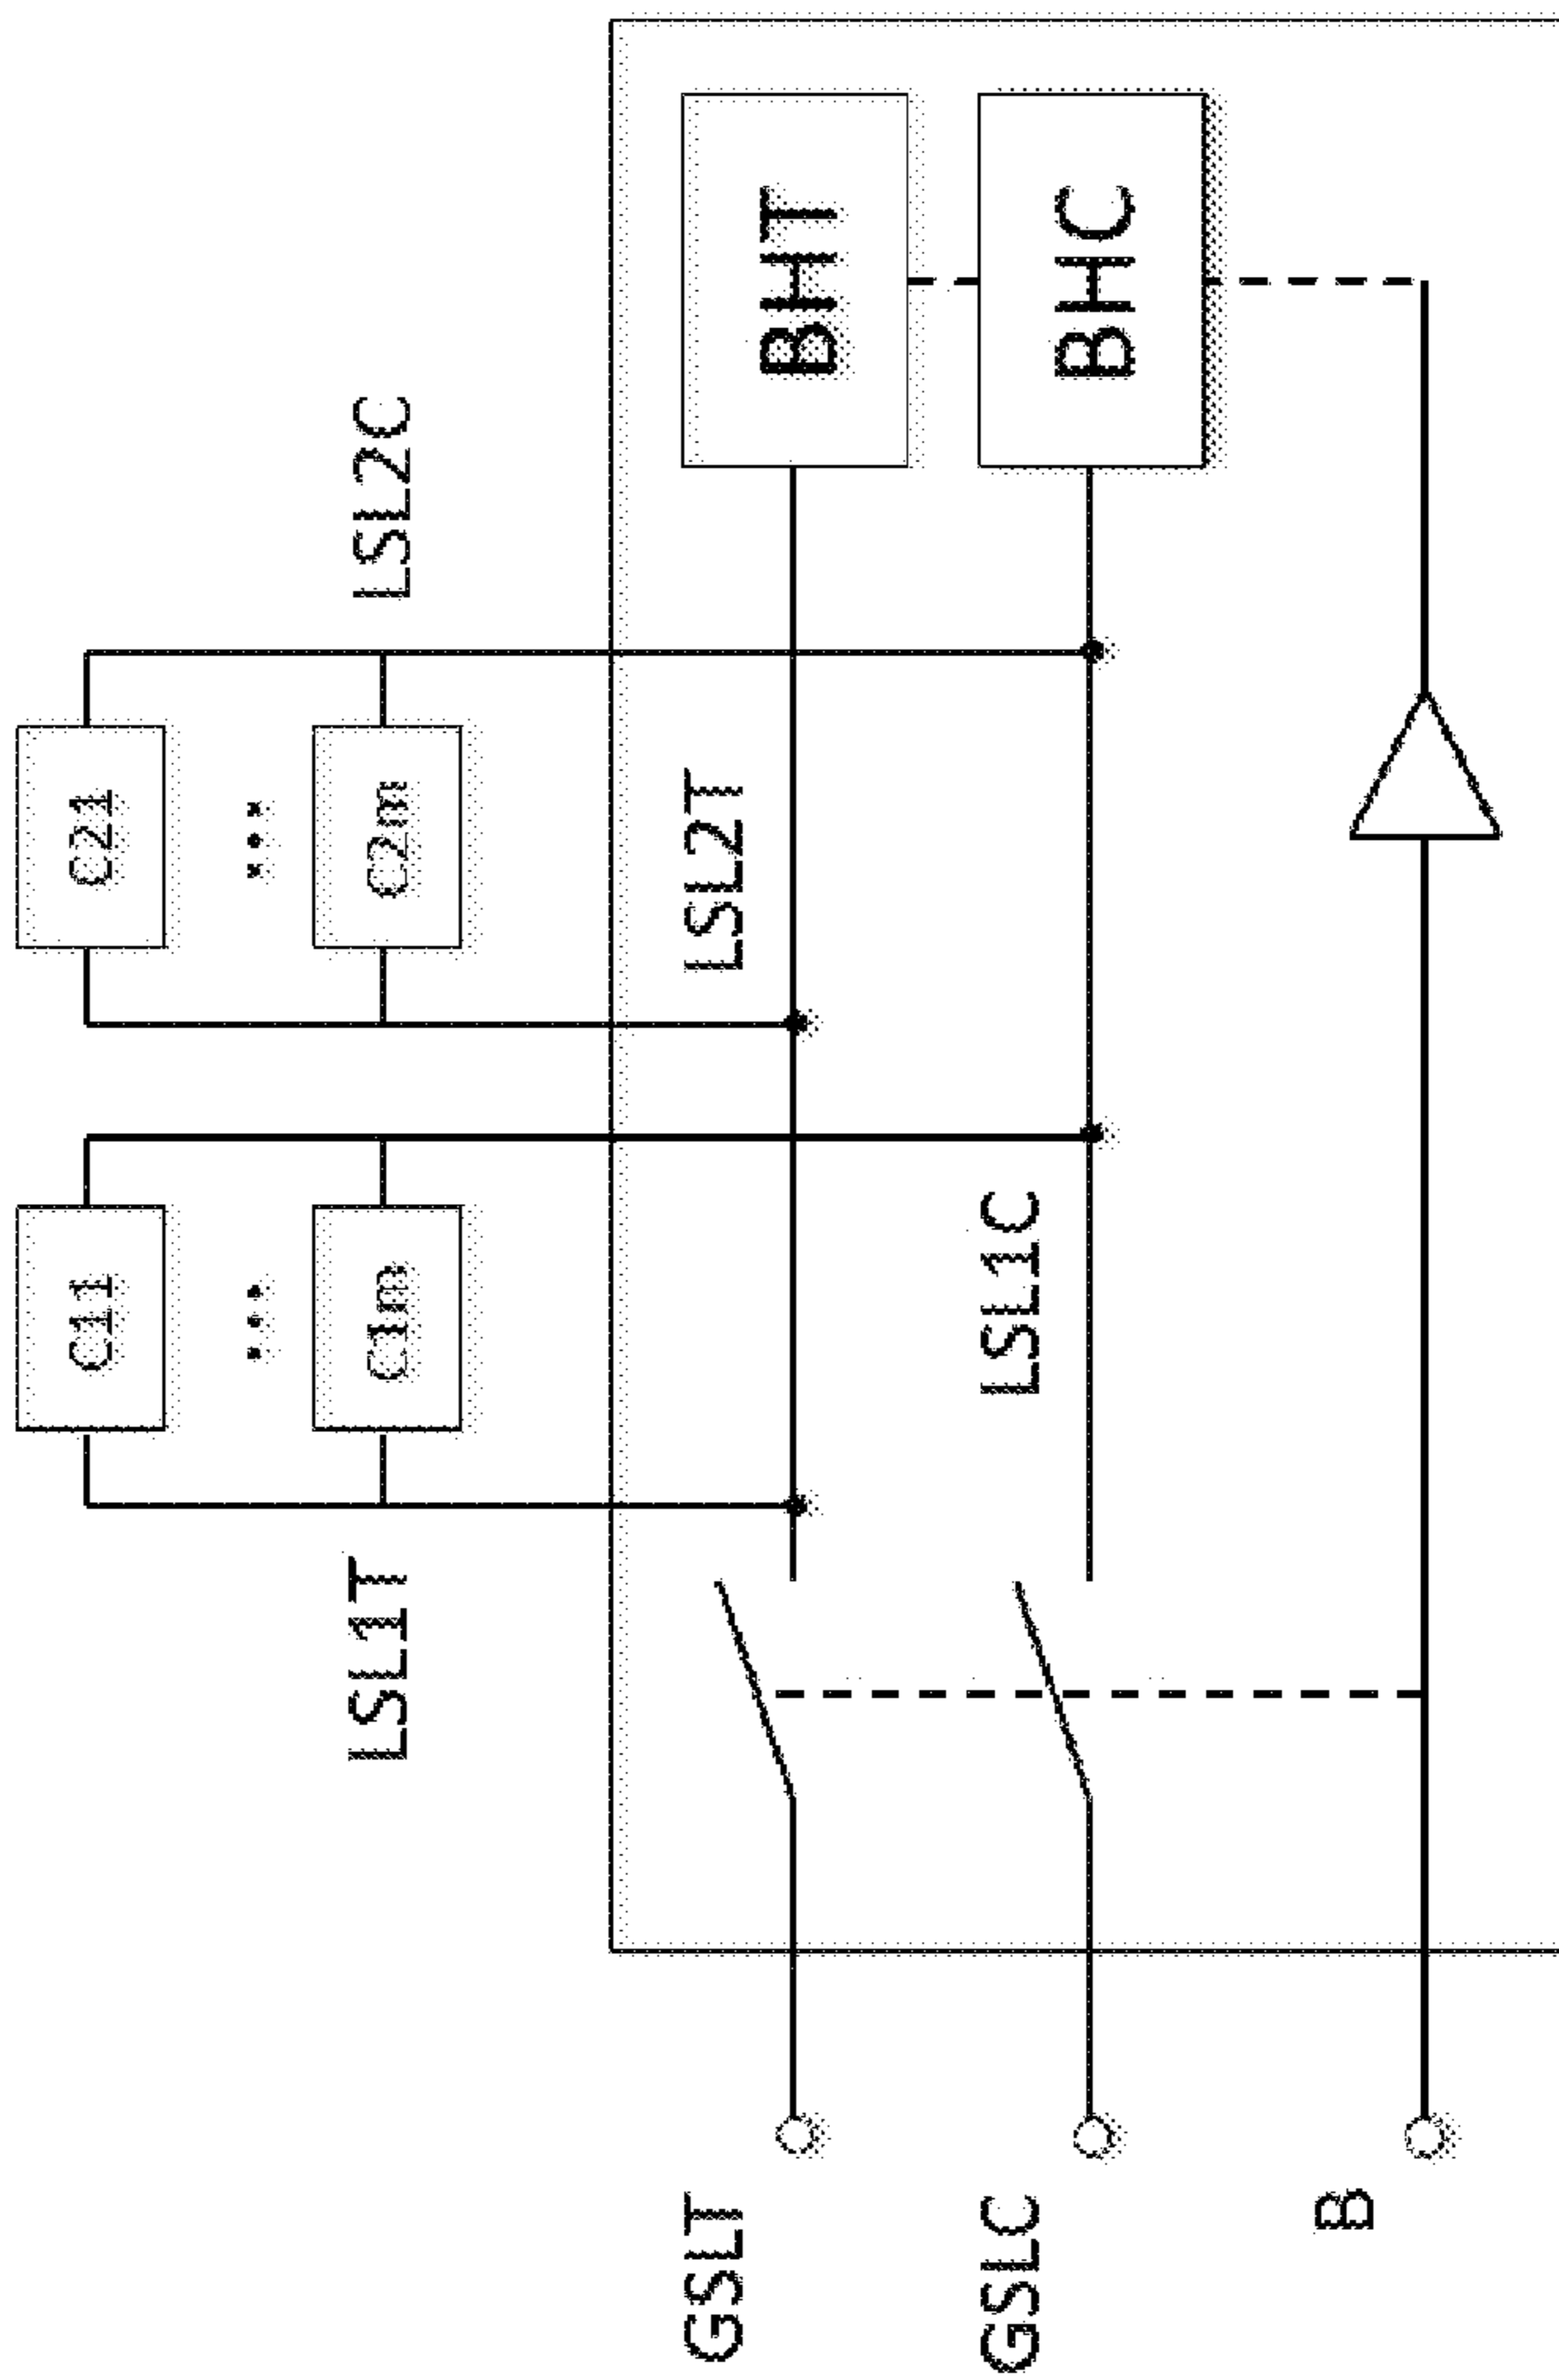 C11
C21
...
...
C1m
C2m
LSL1T
LSL2C
LSL2T
GSLT
BHT
LSL1C
GSLC
BHC
B